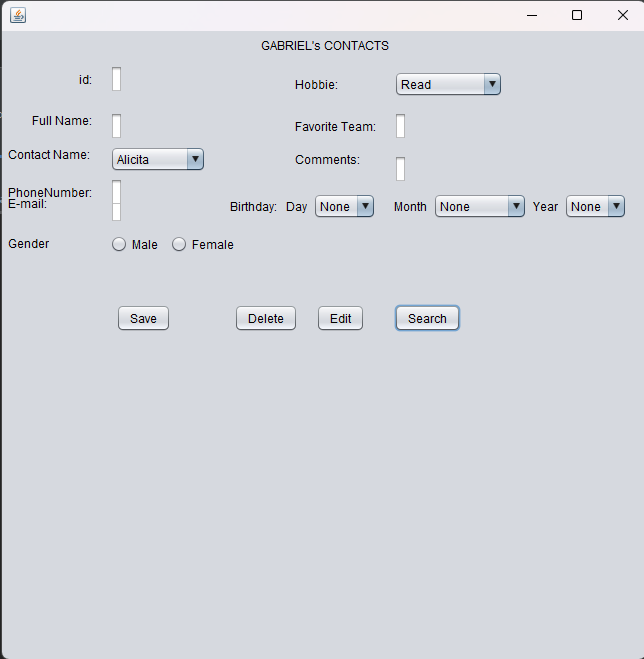 GABRIEL's CONTACTS
id:
Hobbie: Read
Full Name:
Favorite Team:
Contact Name: Alicita
Comments:
PhoneNumber:
E-mail:
Birthday: Day None Month None Year None
Gender Male Female
Save Delete Edit Search